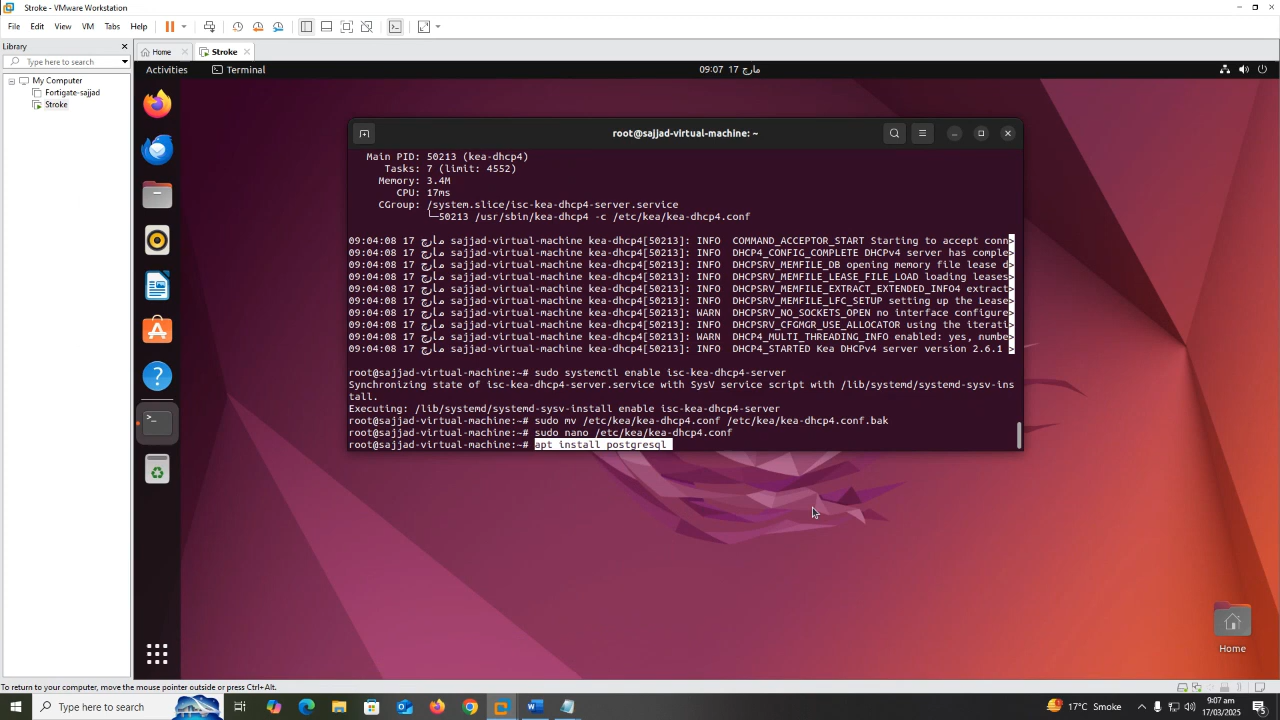 Stroke - VMware Workstation
File Edit View VM Tabs Help
Library
Type here to search
My Computer
Fortigate-sajjad
Stroke
Home
Stroke
Activities
Terminal
09:07 17 مارچ
root@sajjad-virtual-machine: ~
Main PID: 50213 (kea-dhcp4)
Tasks: 7 (limit: 4552)
Memory: 3.4M
CPU: 17ms
CGroup: /system.slice/isc-kea-dhcp4-server.service
└─50213 /usr/sbin/kea-dhcp4 -c /etc/kea/kea-dhcp4.conf
09:04:08 17 مارچ sajjad-virtual-machine kea-dhcp4[50213]: INFO  COMMAND_ACCEPTOR_START Starting to accept conn>
09:04:08 17 مارچ sajjad-virtual-machine kea-dhcp4[50213]: INFO  DHCP4_CONFIG_COMPLETE DHCPv4 server has comple>
09:04:08 17 مارچ sajjad-virtual-machine kea-dhcp4[50213]: INFO  DHCPSRV_MEMFILE_DB opening memory file lease d>
09:04:08 17 مارچ sajjad-virtual-machine kea-dhcp4[50213]: INFO  DHCPSRV_MEMFILE_LEASE_FILE_LOAD loading leases>
09:04:08 17 مارچ sajjad-virtual-machine kea-dhcp4[50213]: INFO  DHCPSRV_MEMFILE_EXTRACT_EXTENDED_INFO4 extract>
09:04:08 17 مارچ sajjad-virtual-machine kea-dhcp4[50213]: INFO  DHCPSRV_MEMFILE_LFC_SETUP setting up the Lease>
09:04:08 17 مارچ sajjad-virtual-machine kea-dhcp4[50213]: WARN  DHCPSRV_NO_SOCKETS_OPEN no interface configure>
09:04:08 17 مارچ sajjad-virtual-machine kea-dhcp4[50213]: INFO  DHCPSRV_CFGMGR_USE_ALLOCATOR using the iterati>
09:04:08 17 مارچ sajjad-virtual-machine kea-dhcp4[50213]: WARN  DHCP4_MULTI_THREADING_INFO enabled: yes, numbe>
09:04:08 17 مارچ sajjad-virtual-machine kea-dhcp4[50213]: INFO  DHCP4_STARTED Kea DHCPv4 server version 2.6.1 >
root@sajjad-virtual-machine:~# sudo systemctl enable isc-kea-dhcp4-server
Synchronizing state of isc-kea-dhcp4-server.service with SysV service script with /lib/systemd/systemd-sysv-ins
tall.
Executing: /lib/systemd/systemd-sysv-install enable isc-kea-dhcp4-server
root@sajjad-virtual-machine:~# sudo mv /etc/kea/kea-dhcp4.conf /etc/kea/kea-dhcp4.conf.bak
root@sajjad-virtual-machine:~# sudo nano /etc/kea/kea-dhcp4.conf
root@sajjad-virtual-machine:~# apt install postgresql
Home
To return to your computer, move the mouse pointer outside or press Ctrl+Alt.
Type here to search
17°C Smoke
9:07 am
17/03/2025
5